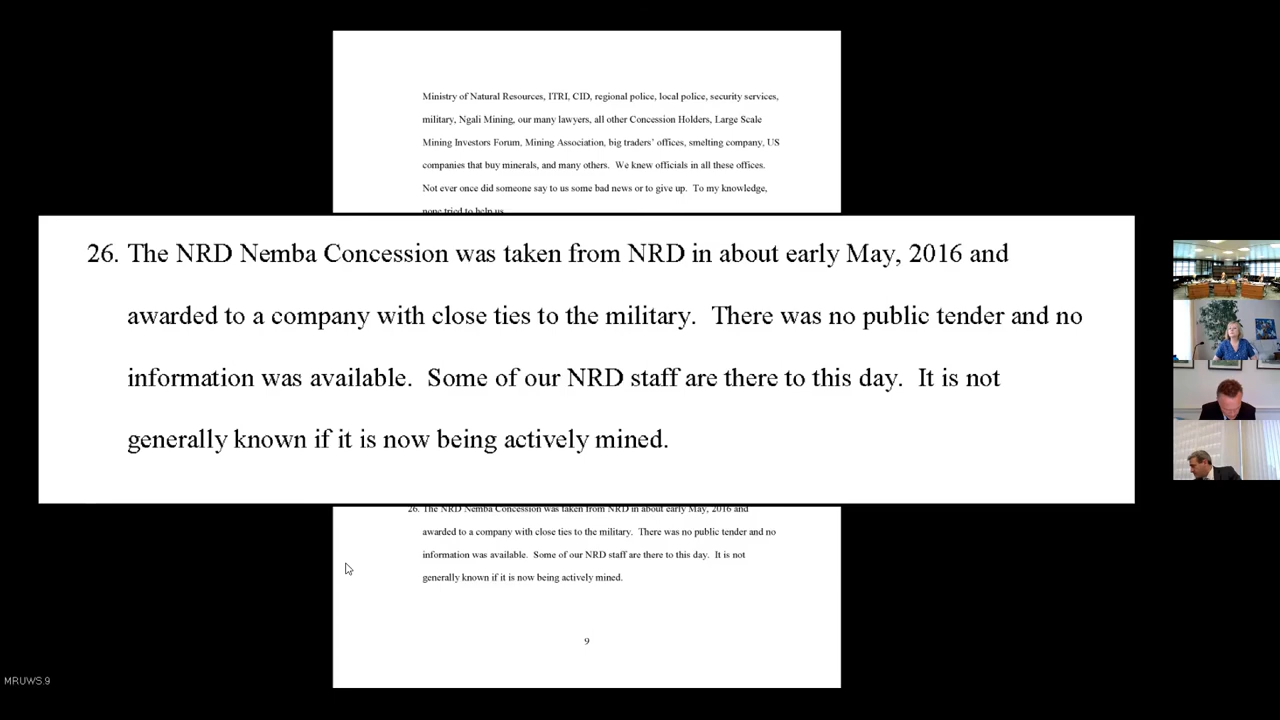 Ministry of Natural Resources, ITRI, CID, regional police, local police, security services,
military, Ngali Mining, our many lawyers, all other Concession Holders, Large Scale
Mining Investors Forum, Mining Association, big traders’ offices, smelting company, US
companies that buy minerals, and many others.  We knew officials in all these offices.
Not ever once did someone say to us some bad news or to give up.  To my knowledge,
none tried to help us.
26. The NRD Nemba Concession was taken from NRD in about early May, 2016 and
awarded to a company with close ties to the military.  There was no public tender and no
information was available.  Some of our NRD staff are there to this day.  It is not
generally known if it is now being actively mined.
26. The NRD Nemba Concession was taken from NRD in about early May, 2016 and
awarded to a company with close ties to the military.  There was no public tender and no
information was available.  Some of our NRD staff are there to this day.  It is not
generally known if it is now being actively mined.
9
MRUWS.9